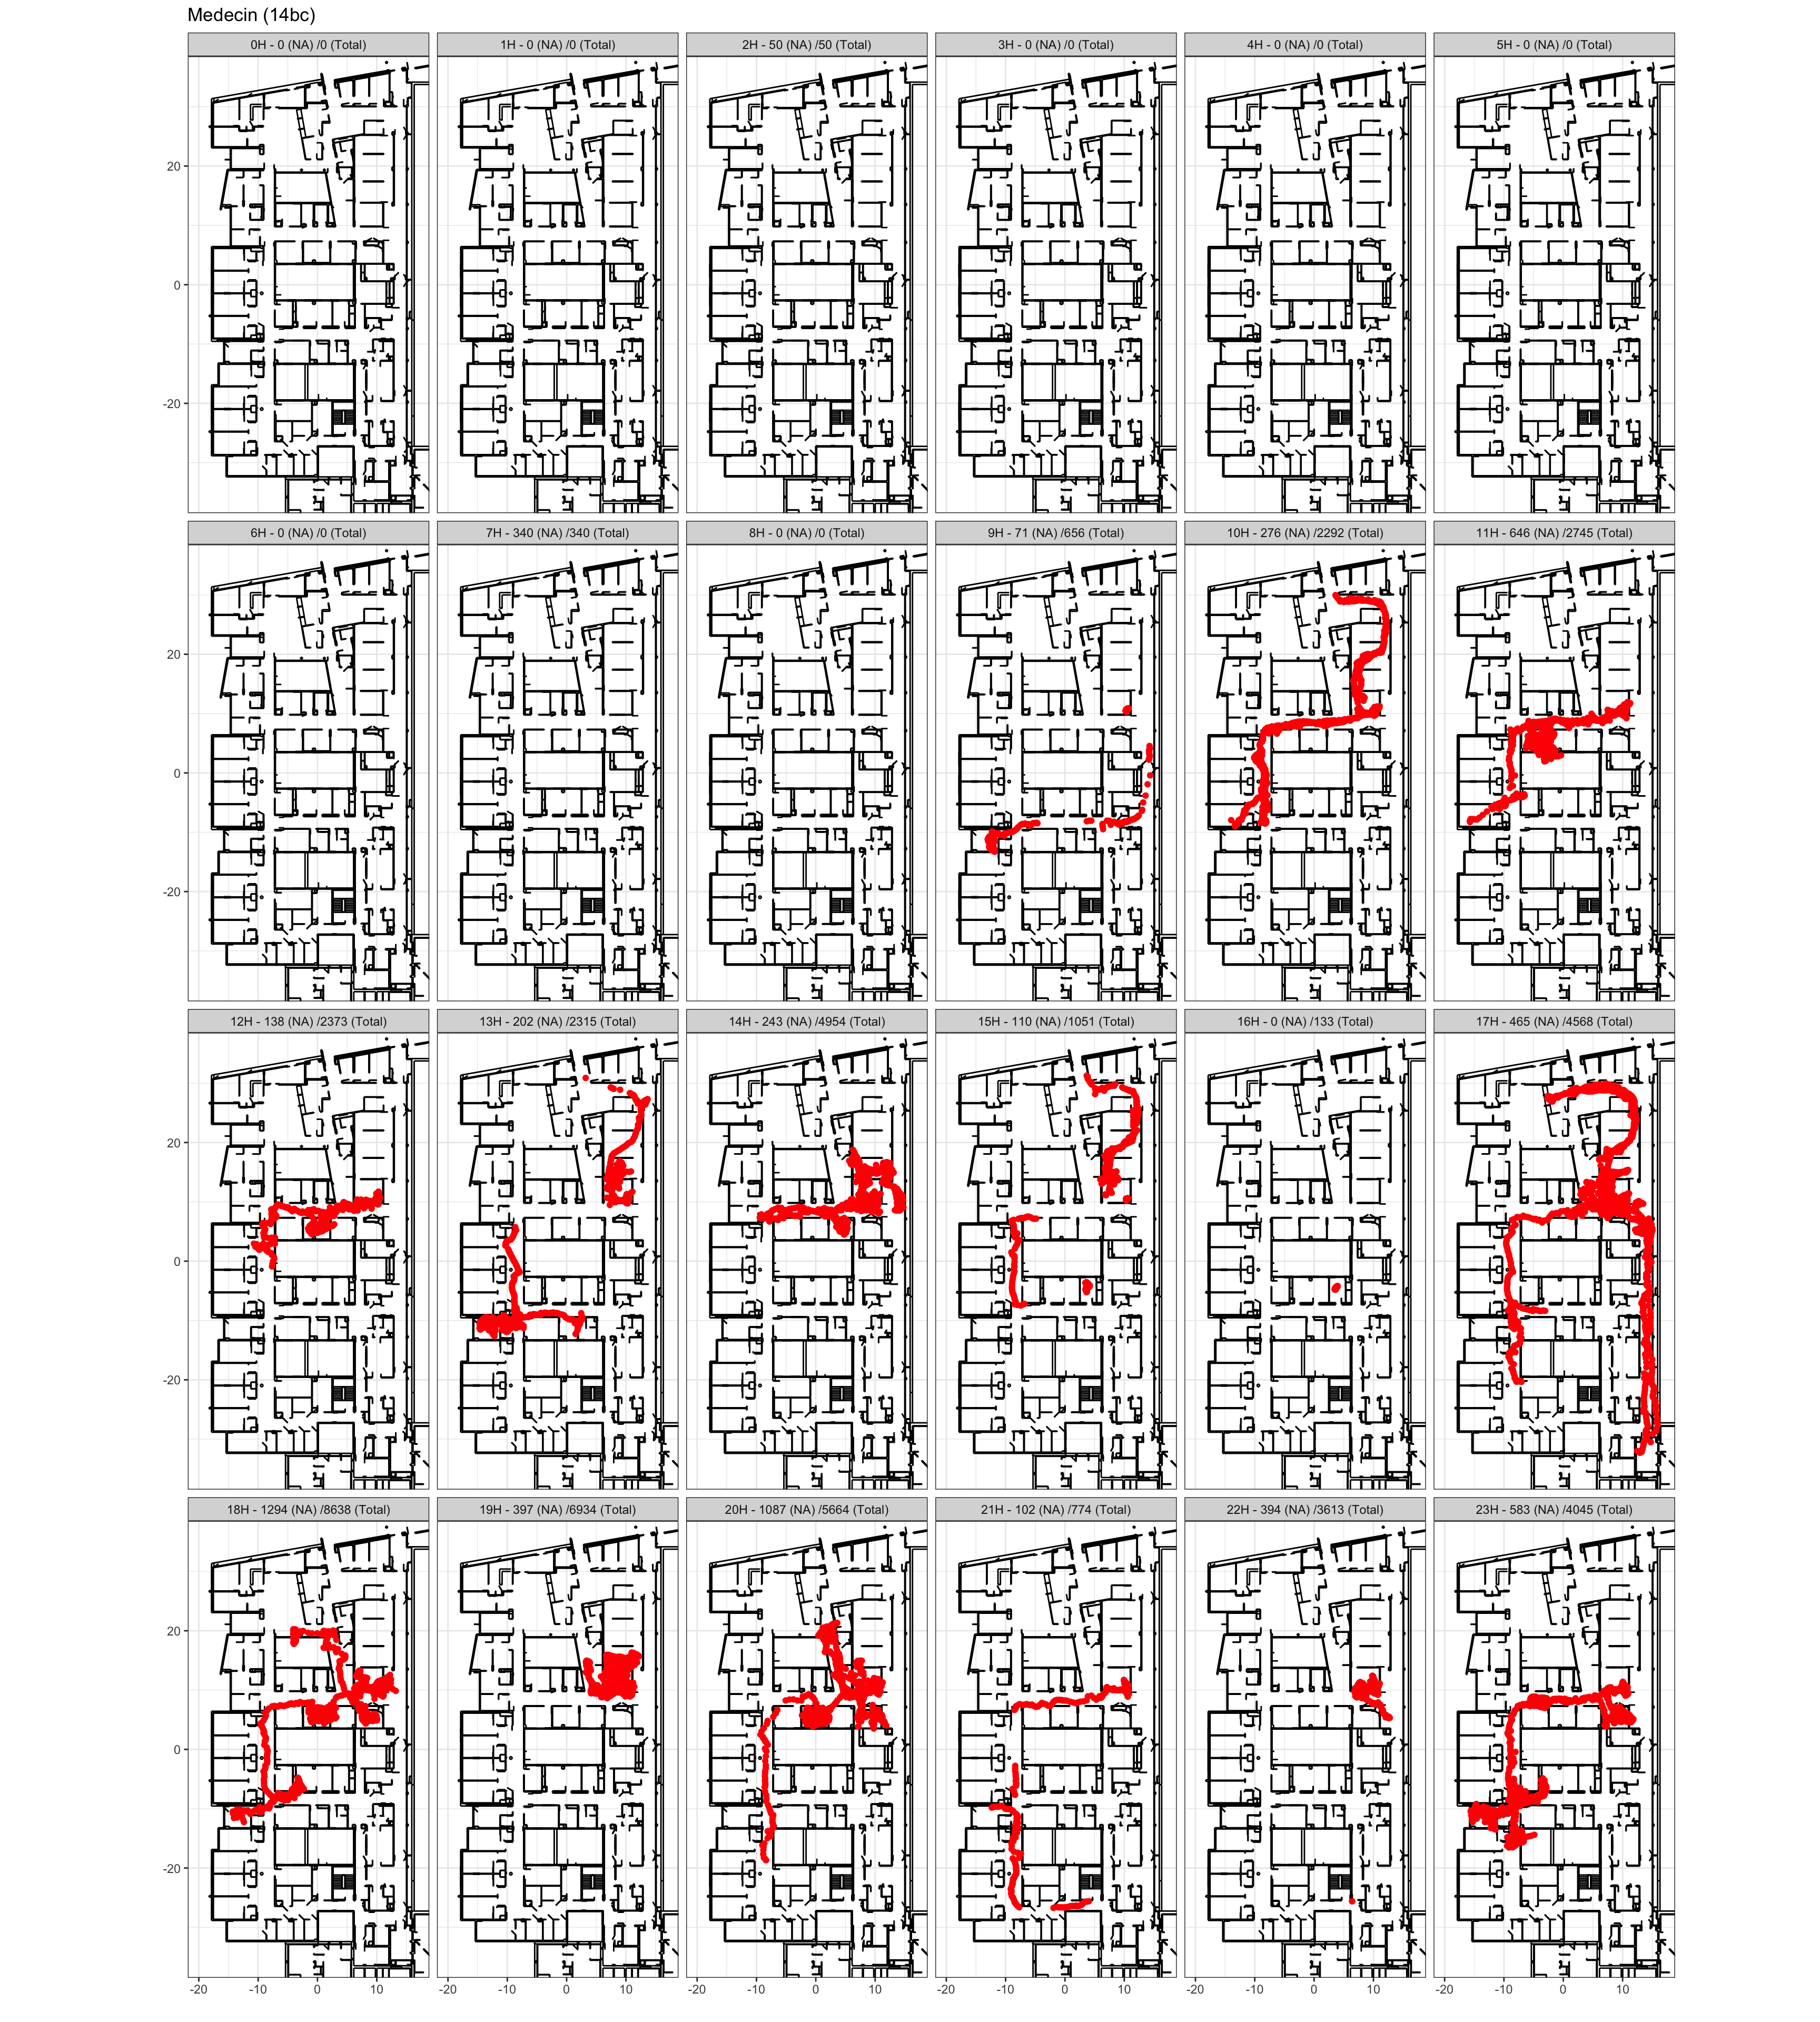 Medecin (14bc)
0H - 0 (NA) /0 (Total) 1H - 0 (NA) /0 (Total) 2H - 50 (NA) /50 (Total) 3H - 0 (NA) /0 (Total) 4H - 0 (NA) /0 (Total) 5H - 0 (NA) /0 (Total)
20
0
-20
6H - 0 (NA) /0 (Total) 7H - 340 (NA) /340 (Total) 8H - 0 (NA) /0 (Total) 9H - 71 (NA) /656 (Total) 10H - 276 (NA) /2292 (Total) 11H - 646 (NA) /2745 (Total)
20
0
-20
12H - 138 (NA) /2373 (Total) 13H - 202 (NA) /2315 (Total) 14H - 243 (NA) /4954 (Total) 15H - 110 (NA) /1051 (Total) 16H - 0 (NA) /133 (Total) 17H - 465 (NA) /4568 (Total)
20
0
-20
18H - 1294 (NA) /8638 (Total) 19H - 397 (NA) /6934 (Total) 20H - 1087 (NA) /5664 (Total) 21H - 102 (NA) /774 (Total) 22H - 394 (NA) /3613 (Total) 23H - 583 (NA) /4045 (Total)
20
0
-20
-20 -10 0 10 -20 -10 0 10 -20 -10 0 10 -20 -10 0 10 -20 -10 0 10 -20 -10 0 10